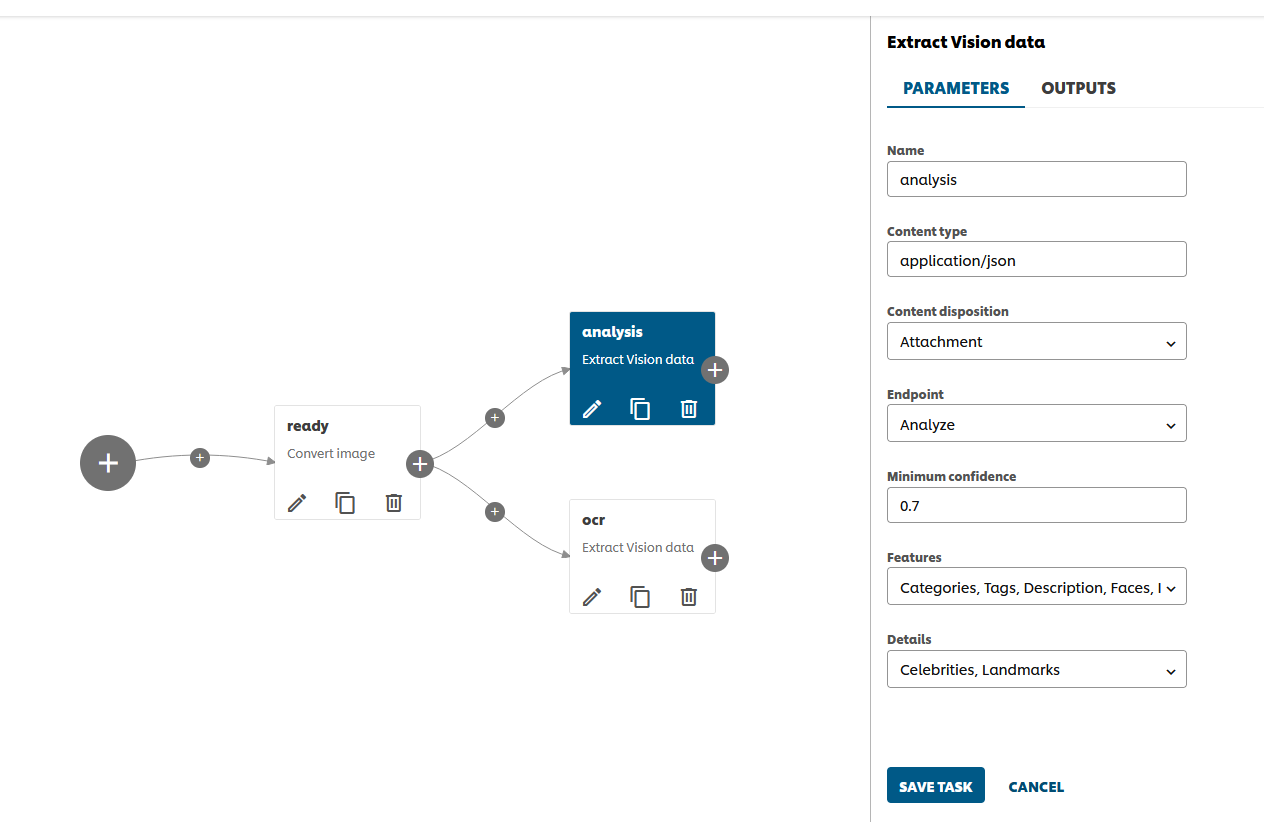 ready
Convert image
analysis
Extract Vision data
ocr
Extract Vision data
Extract Vision data
PARAMETERS OUTPUTS
Name
analysis
Content type
application/json
Content disposition
Attachment
Endpoint
Analyze
Minimum confidence
0.7
Features
Categories, Tags, Description, Faces,
Details
Celebrities, Landmarks
SAVE TASK CANCEL